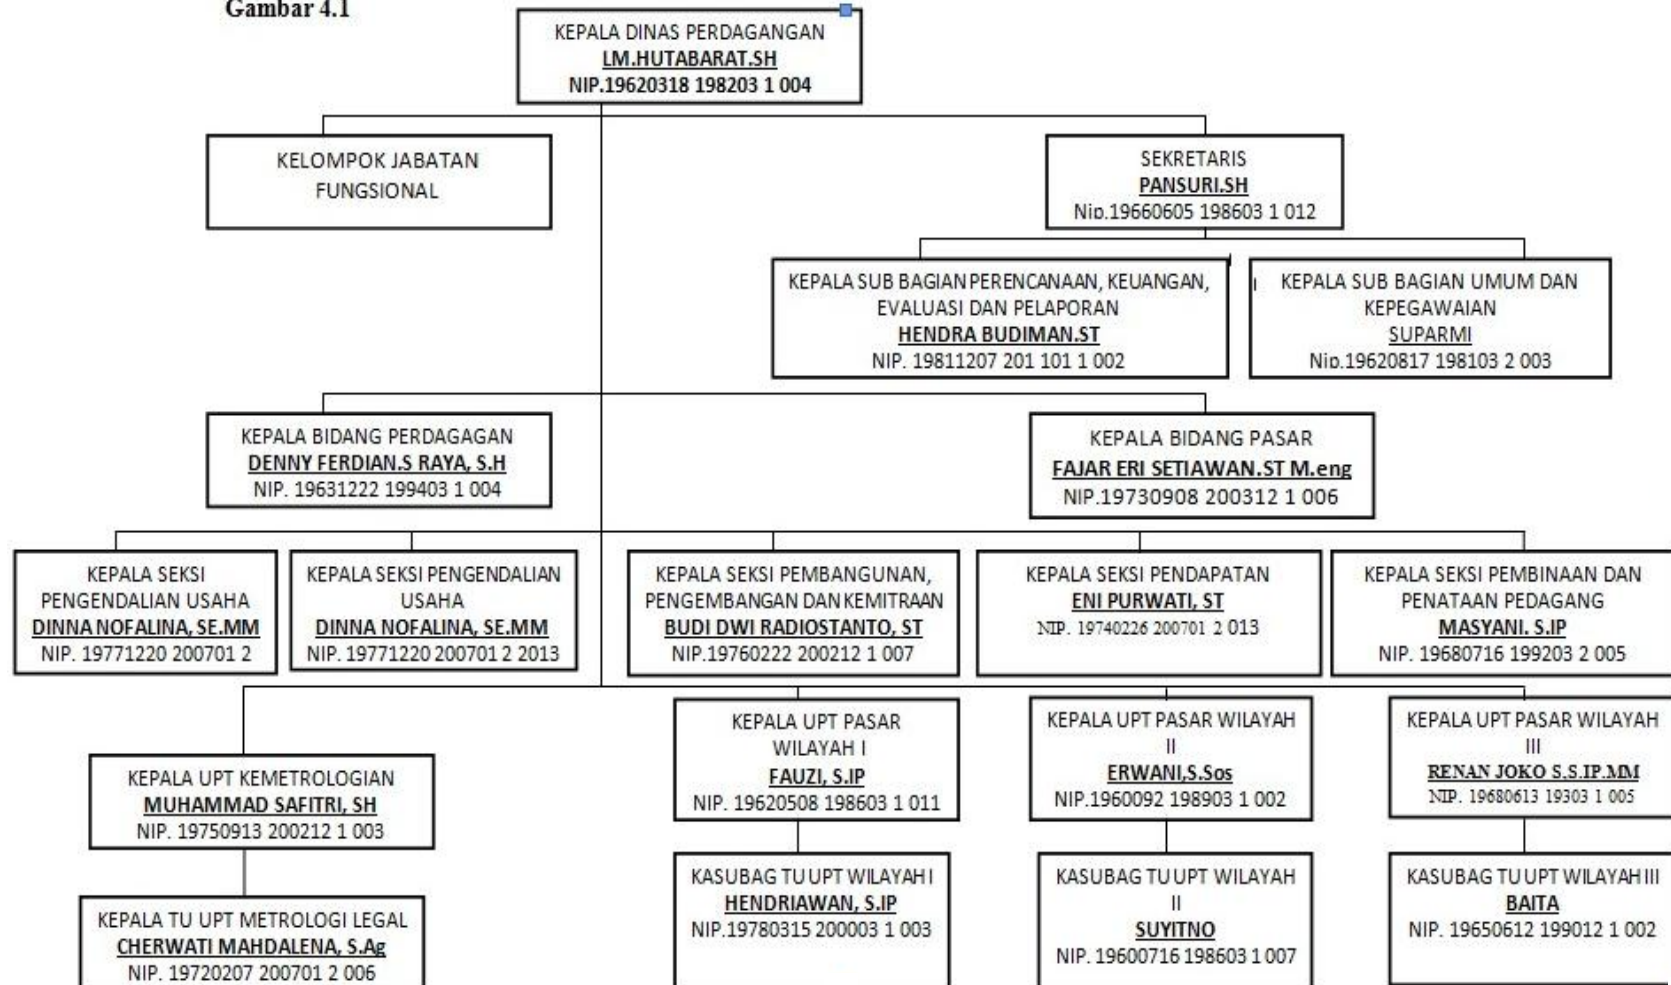 Gambar 4.1
KEPALA DINAS PERDAGANGAN
LM.HUTABARAT.SH
NIP.19620318 198203 1 004
KELOMPOK JABATAN
FUNGSIONAL
SEKRETARIS
PANSURI.SH
Nip.19660605 198603 1 012
KEPALA SUB BAGIAN PERENCANAAN, KEUANGAN,
EVALUASI DAN PELAPORAN
HENDRA BUDIMAN.ST
NIP. 19811207 201 101 1 002
KEPALA SUB BAGIAN UMUM DAN
KEPEGAWAIAN
SUPARMI
Nip.19620817 198103 2 003
KEPALA BIDANG PERDAGAGAN
DENNY FERDIAN.S RAYA, S.H
NIP. 19631222 199403 1 004
KEPALA BIDANG PASAR
FAJAR ERI SETIAWAN.ST M.eng
NIP.19730908 200312 1 006
KEPALA SEKSI
PENGENDALIAN USAHA
DINNA NOFALINA, SE.MM
NIP. 19771220 200701 2
KEPALA SEKSI PENGENDALIAN
USAHA
DINNA NOFALINA, SE.MM
NIP. 19771220 200701 2 2013
KEPALA SEKSI PEMBANGUNAN,
PENGEMBANGAN DAN KEMITRAAN
BUDI DWI RADIOSTANTO, ST
NIP.19760222 200212 1 007
KEPALA SEKSI PENDAPATAN
ENI PURWATI, ST
NIP. 19740226 200701 2 013
KEPALA SEKSI PEMBINAAN DAN
PENATAAN PEDAGANG
MASYANI. S.IP
NIP. 19680716 199203 2 005
KEPALA UPT KEMETROLOGIAN
MUHAMMAD SAFITRI, SH
NIP. 19750913 200212 1 003
KEPALA UPT PASAR
WILAYAH I
FAUZI, S.IP
NIP. 19620508 198603 1 011
KEPALA UPT PASAR WILAYAH
II
ERWANI,S.Sos
NIP.1960092 198903 1 002
KEPALA UPT PASAR WILAYAH
III
RENAN JOKO S.S.IP.MM
NIP. 19680613 19303 1 005
KEPALA TU UPT METROLOGI LEGAL
CHERWATI MAHDALENA, S.Ag
NIP. 19720207 200701 2 006
KASUBAG TU UPT WILAYAH I
HENDRIAWAN, S.IP
NIP.19780315 200003 1 003
KASUBAG TU UPT WILAYAH
II
SUYITNO
NIP. 19600716 198603 1 007
KASUBAG TU UPT WILAYAH III
BAITA
NIP. 19650612 199012 1 002